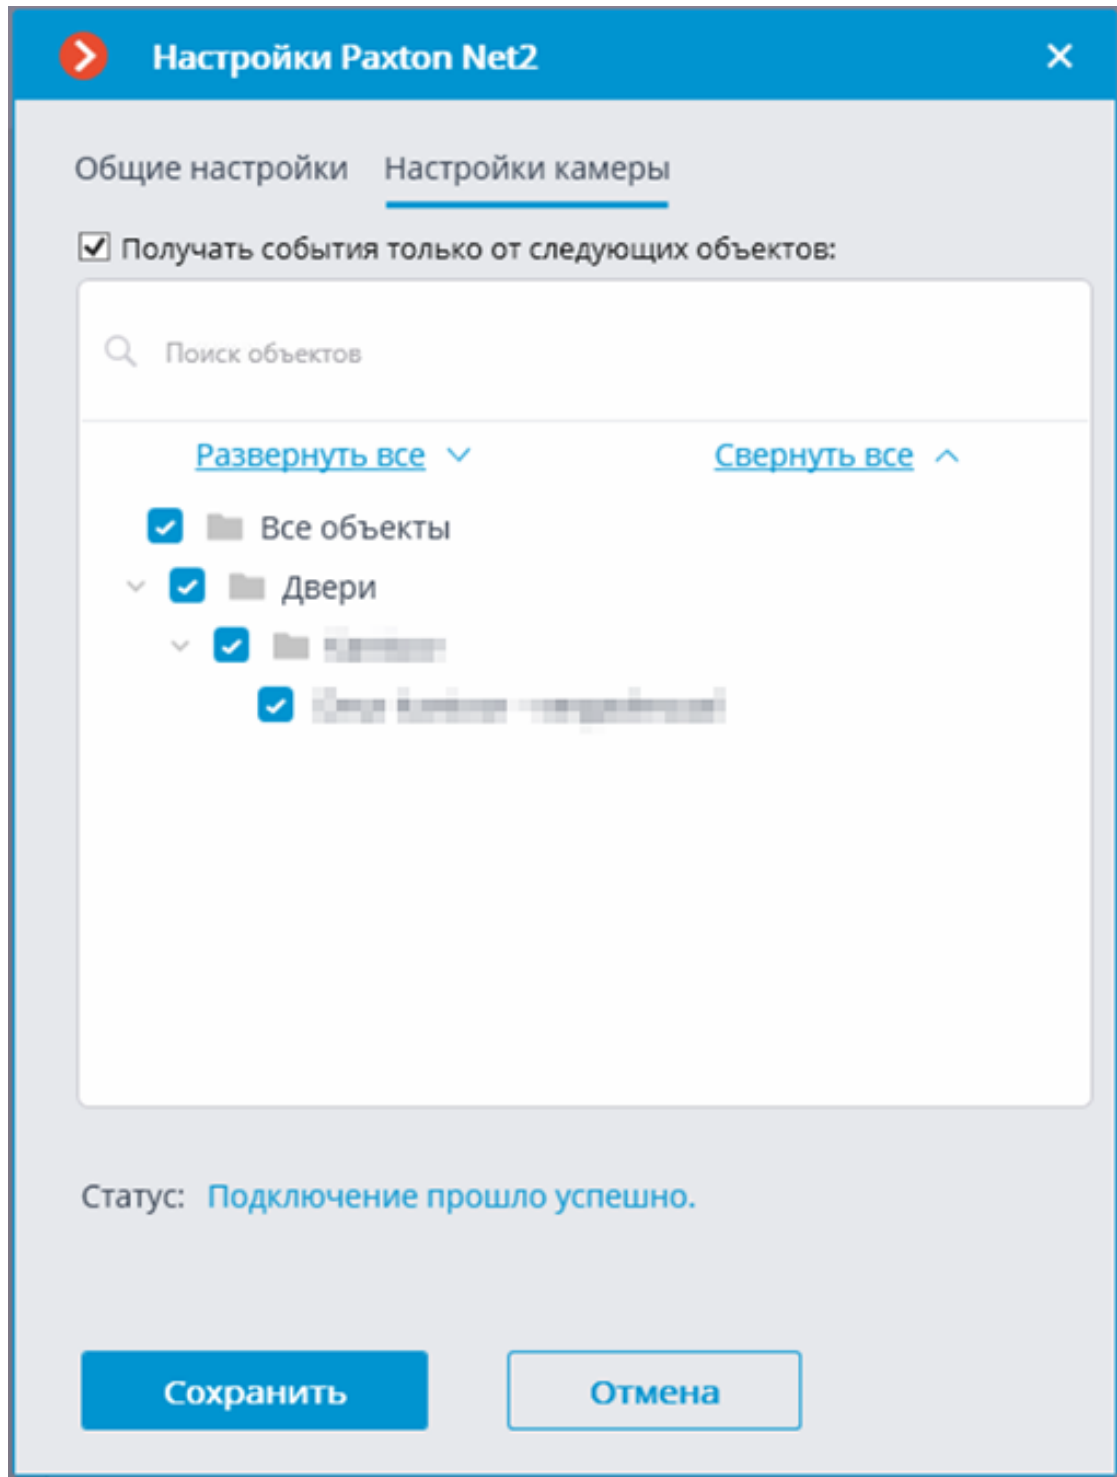 Настройки Paxton Net2
Общие настройки Настройки камеры
Получать события только от следующих объектов:
Поиск объектов
Развернуть все Свернуть все
Все объекты
Двери
Статус: Подключение прошло успешно.
Сохранить Отмена